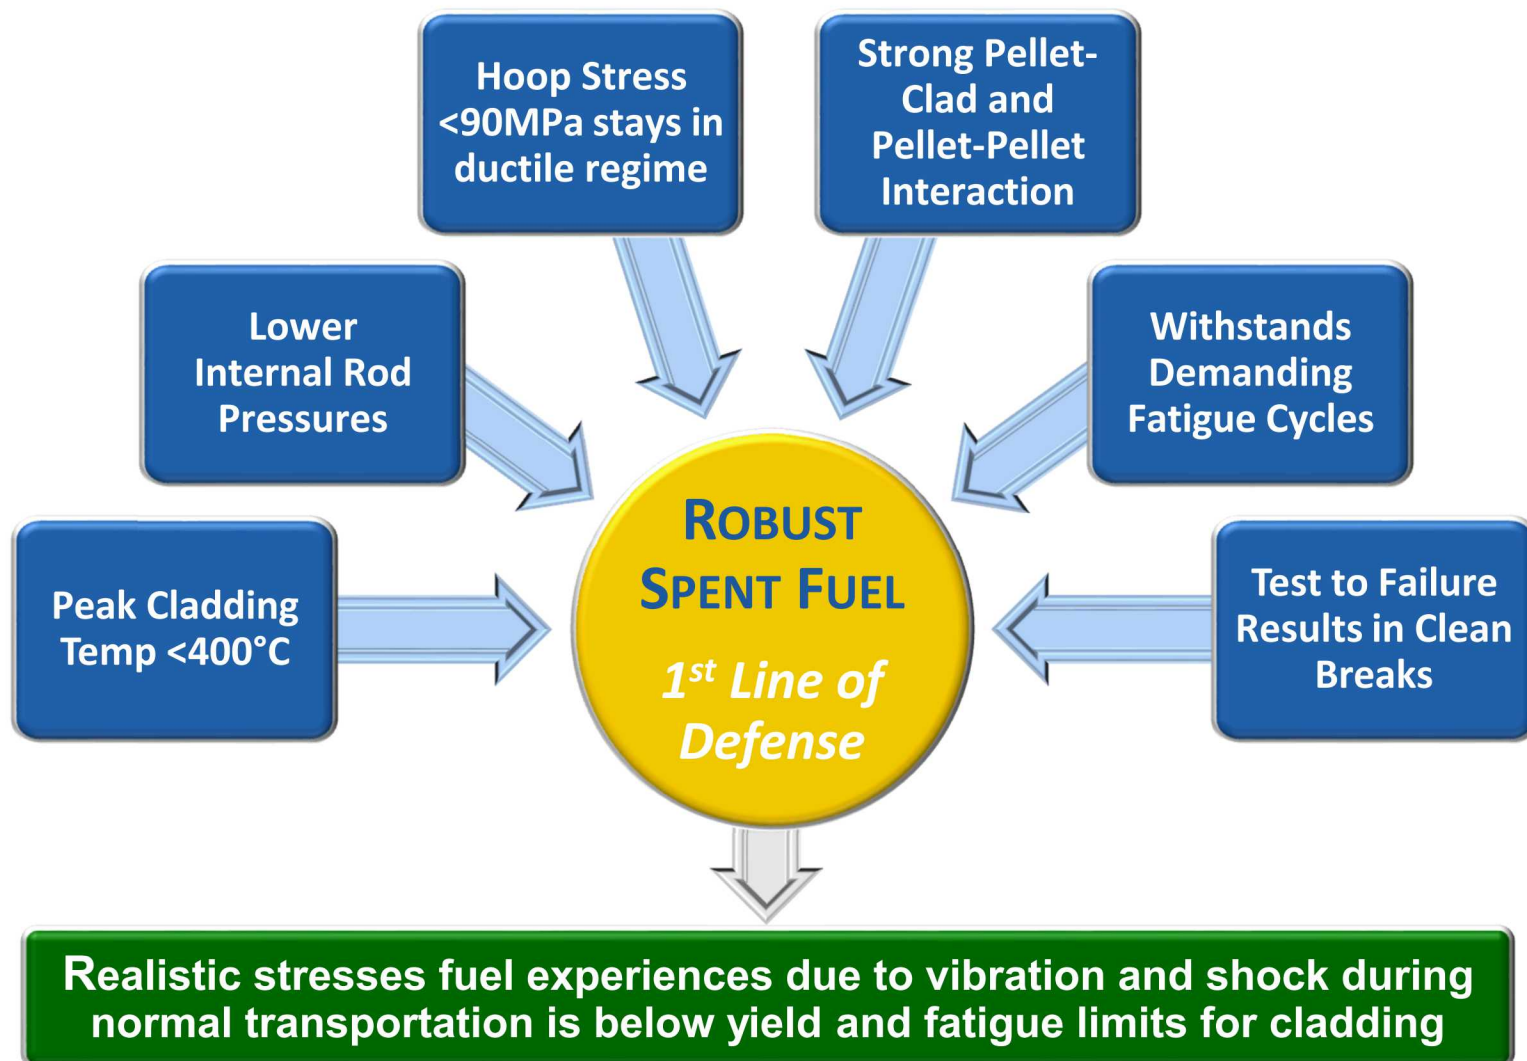 Hoop Stress
<90MPa stays in
ductile regime
Strong Pellet-
Clad and
Pellet-Pellet
Interaction
Lower
Internal Rod
Pressures
Withstands
Demanding
Fatigue Cycles
Peak Cladding
Temp <400°C
ROBUST
SPENT FUEL
1st Line of
Defense
Test to Failure
Results in Clean
Breaks
Realistic stresses fuel experiences due to vibration and shock during
normal transportation is below yield and fatigue limits for cladding